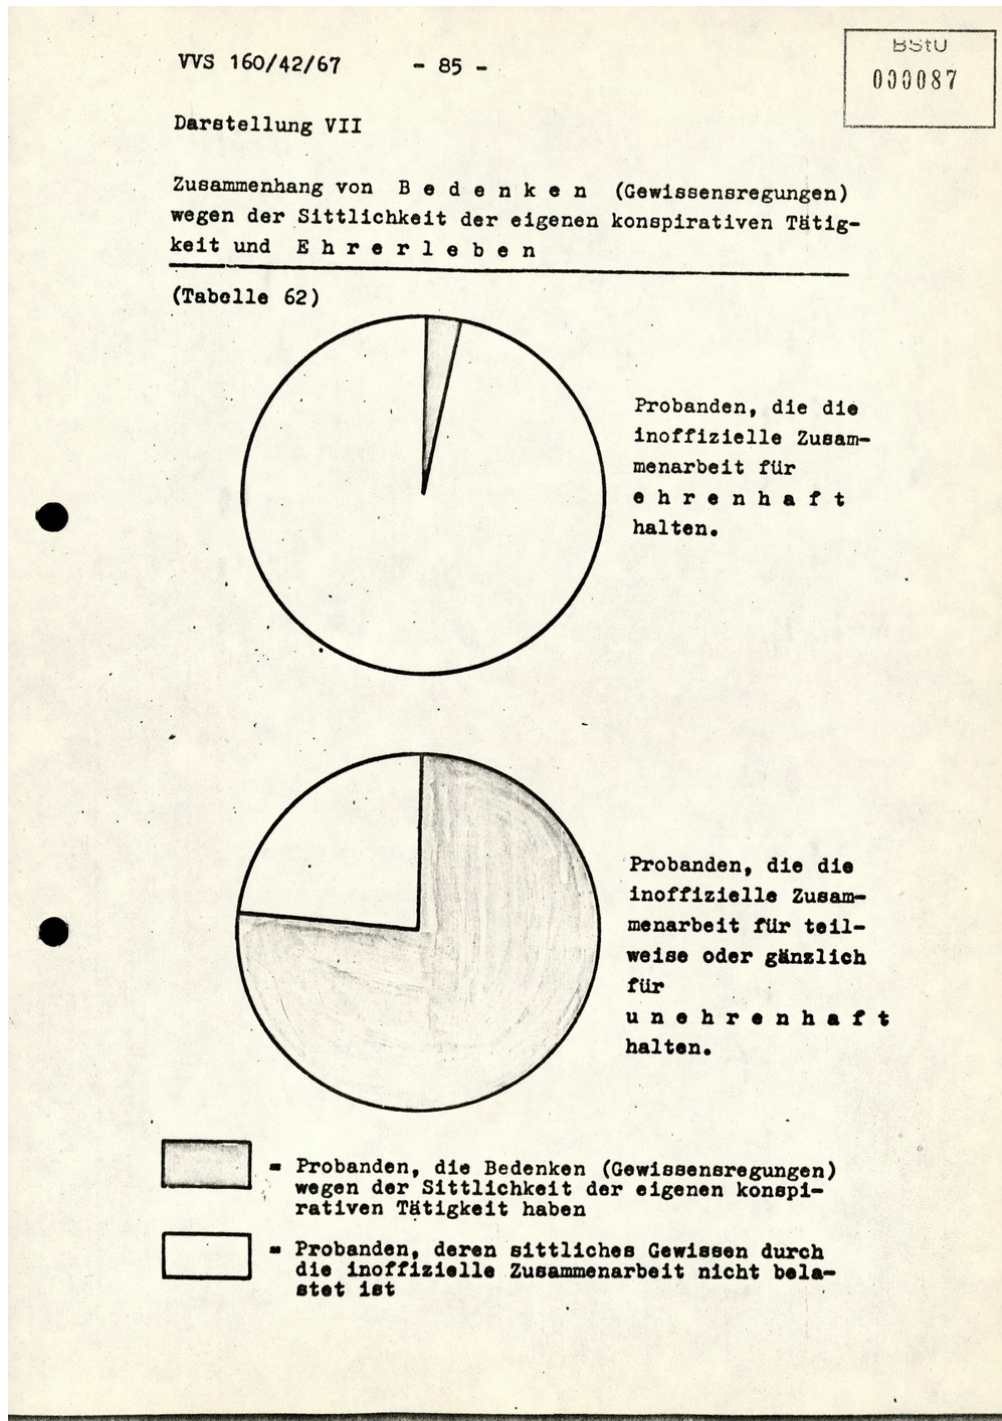 VVS 160/42/67 - 85 -
BStU
000087
Darstellung VII
Zusammenhang von B e d e n k e n (Gewissensregungen)
wegen der Sittlichkeit der eigenen konspirativen Tätig-
keit und E h r e r l e b e n
(Tabelle 62)
Probanden, die die
inoffizielle Zusam-
menarbeit für
e h r e n h a f t
halten.
Probanden, die die
inoffizielle Zusam-
menarbeit für teil-
weise oder gänzlich
für
u n e h r e n h a f t
halten.
= Probanden, die Bedenken (Gewissensregungen)
wegen der Sittlichkeit der eigenen konspi-
rativen Tätigkeit haben
= Probanden, deren sittliches Gewissen durch
die inoffizielle Zusammenarbeit nicht bela-
stet ist